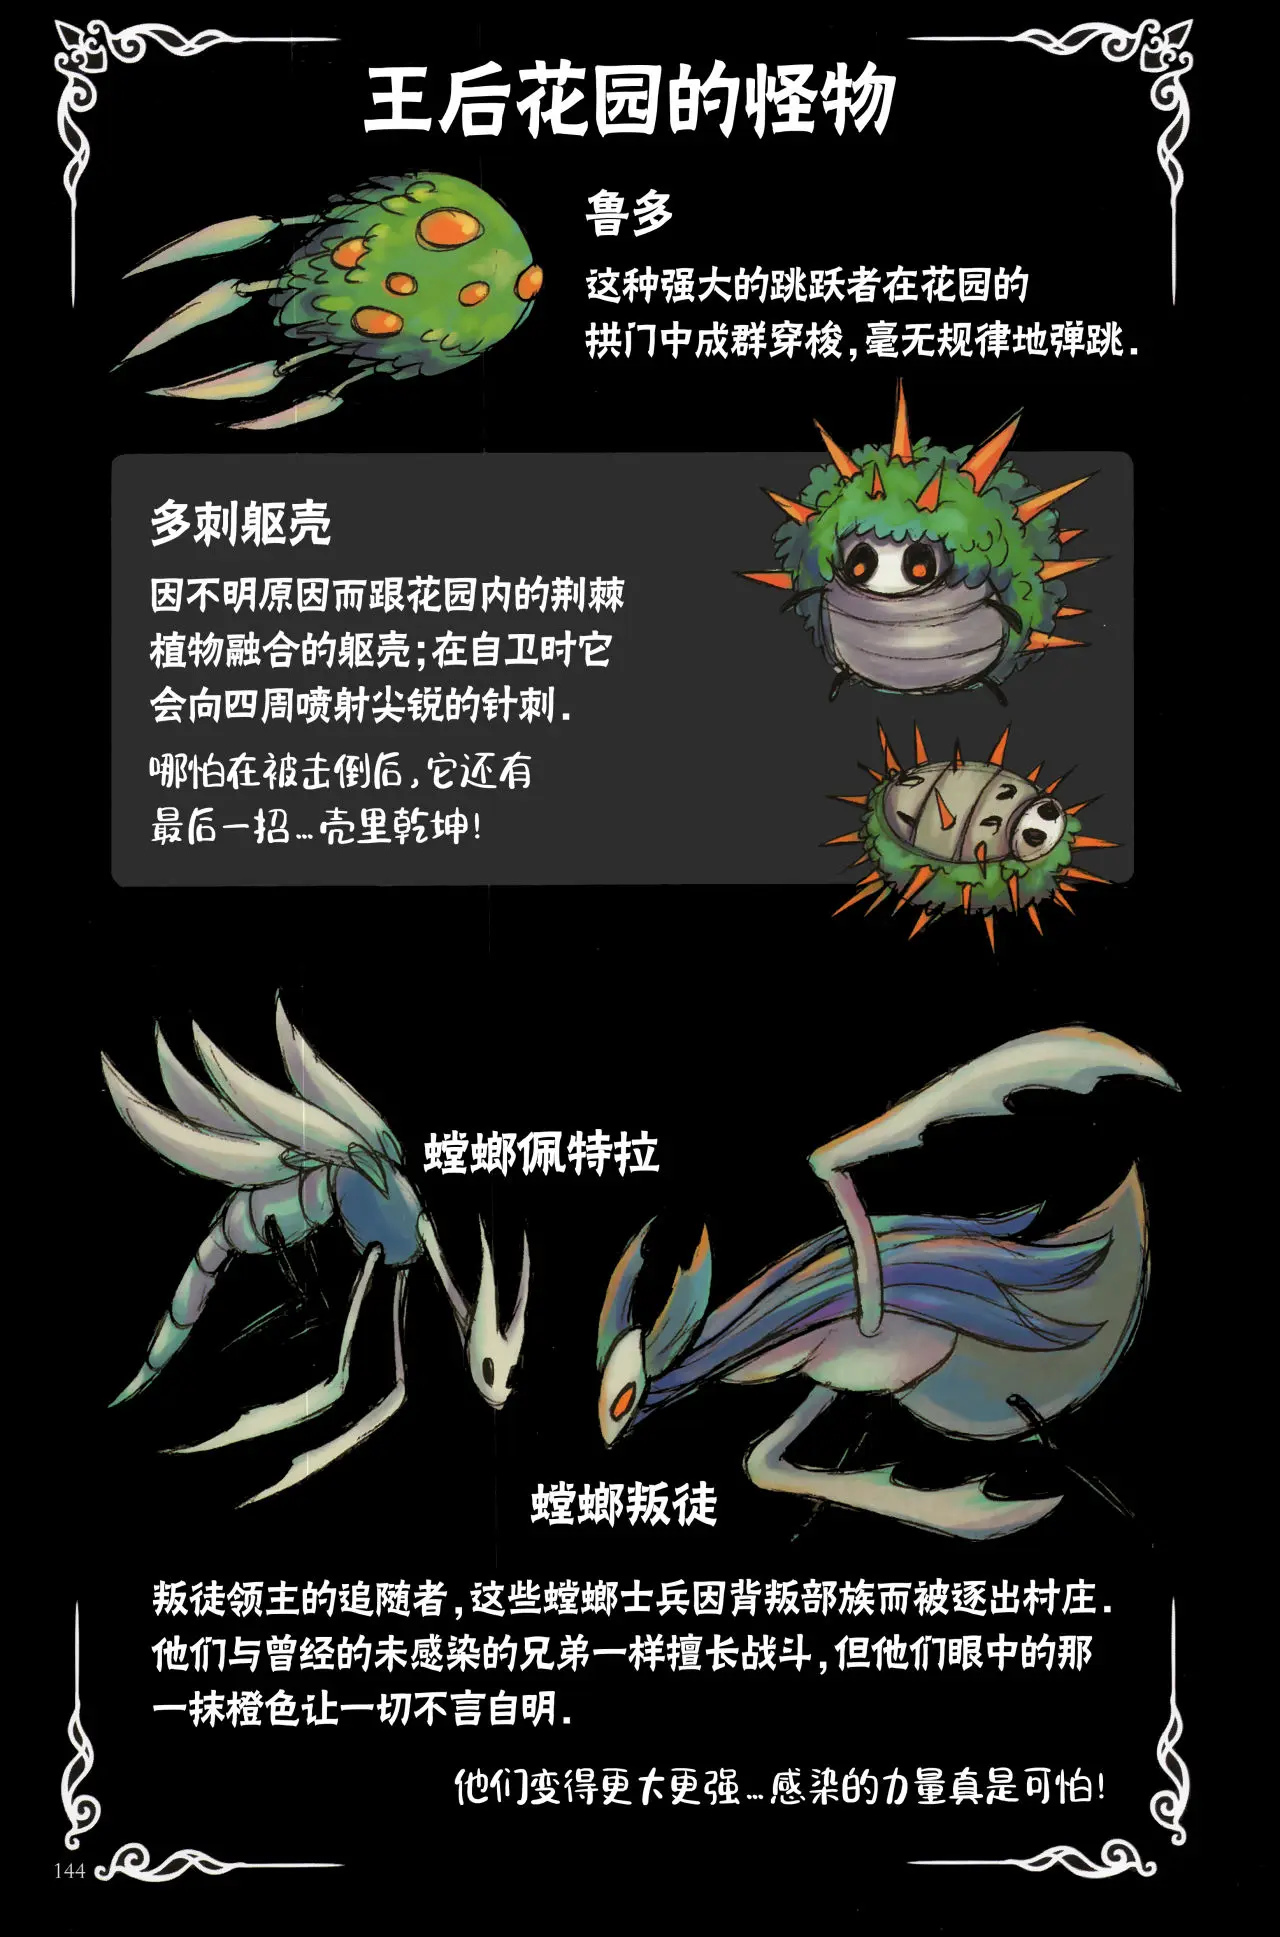 王后花园的怪物
鲁多
这种强大的跳跃者在花园的
拱门中成群穿梭,毫无规律地弹跳.
多刺躯壳
因不明原因而跟花园内的荆棘
植物融合的躯壳;在自卫时它
会向四周喷射尖锐的针刺.
哪怕在被击倒后,它还有
最后一招...壳里乾坤!
螳螂佩特拉
螳螂叛徒
叛徒领主的追随者,这些螳螂士兵因背叛部族而被逐出村庄.
他们与曾经的未感染的兄弟一样擅长战斗,但他们眼中的那
一抹橙色让一切不言自明.
他们变得更大更强...感染的力量真是可怕!
144